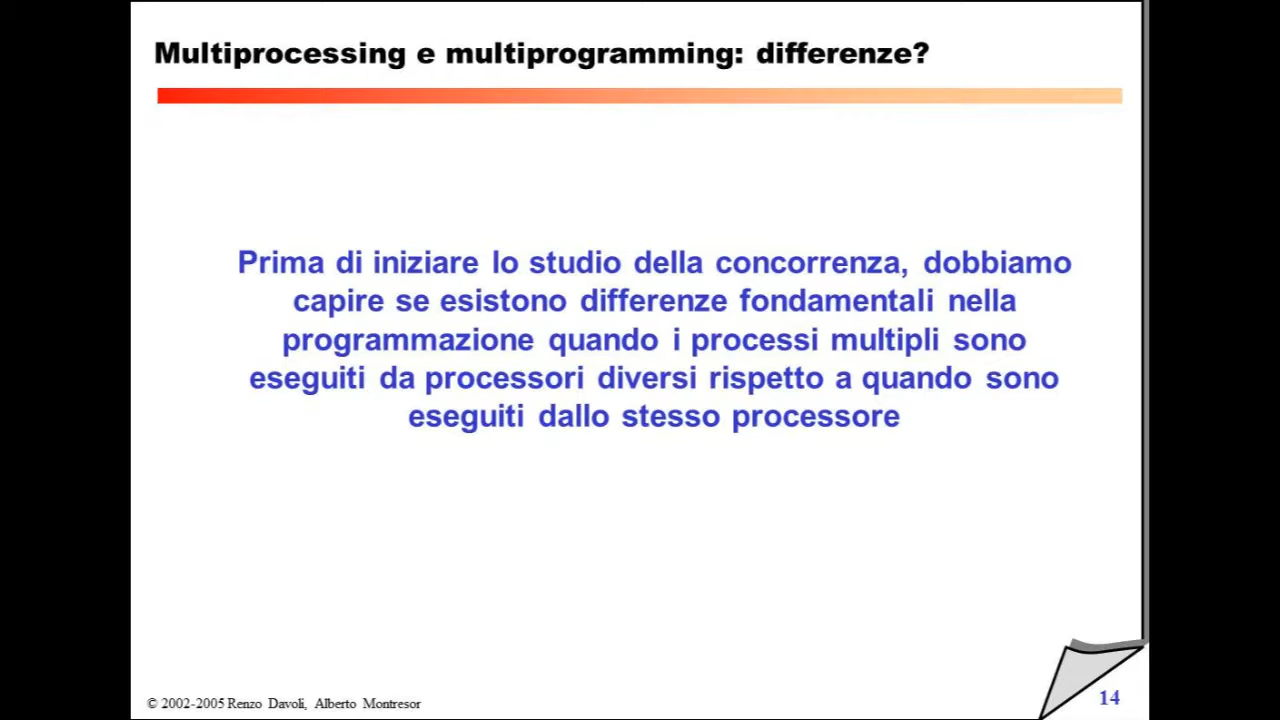 Multiprocessing e multiprogramming: differenze?
Prima di iniziare lo studio della concorrenza, dobbiamo
capire se esistono differenze fondamentali nella
programmazione quando i processi multipli sono
eseguiti da processori diversi rispetto a quando sono
eseguiti dallo stesso processore
© 2002-2005 Renzo Davoli, Alberto Montresor
14